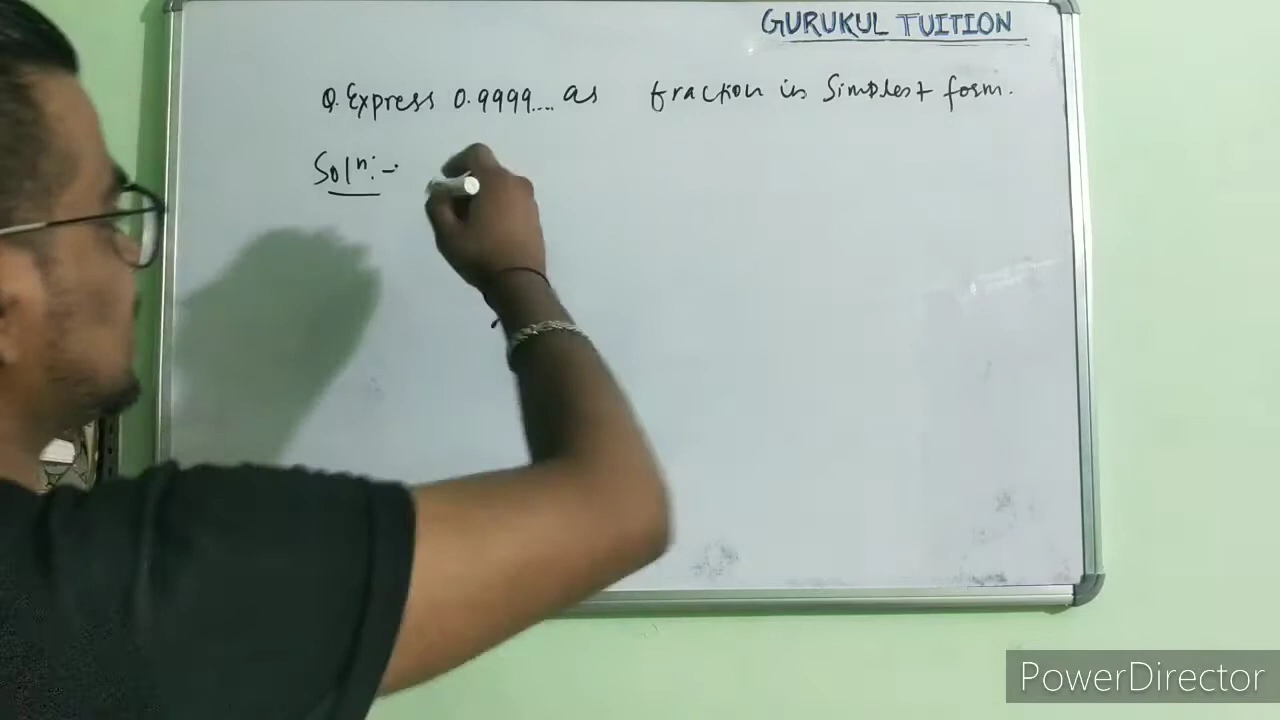 GURUKUL TUITION
Q. Express 0.9999.... as fraction in Simplest form.
Solⁿ:-
PowerDirector